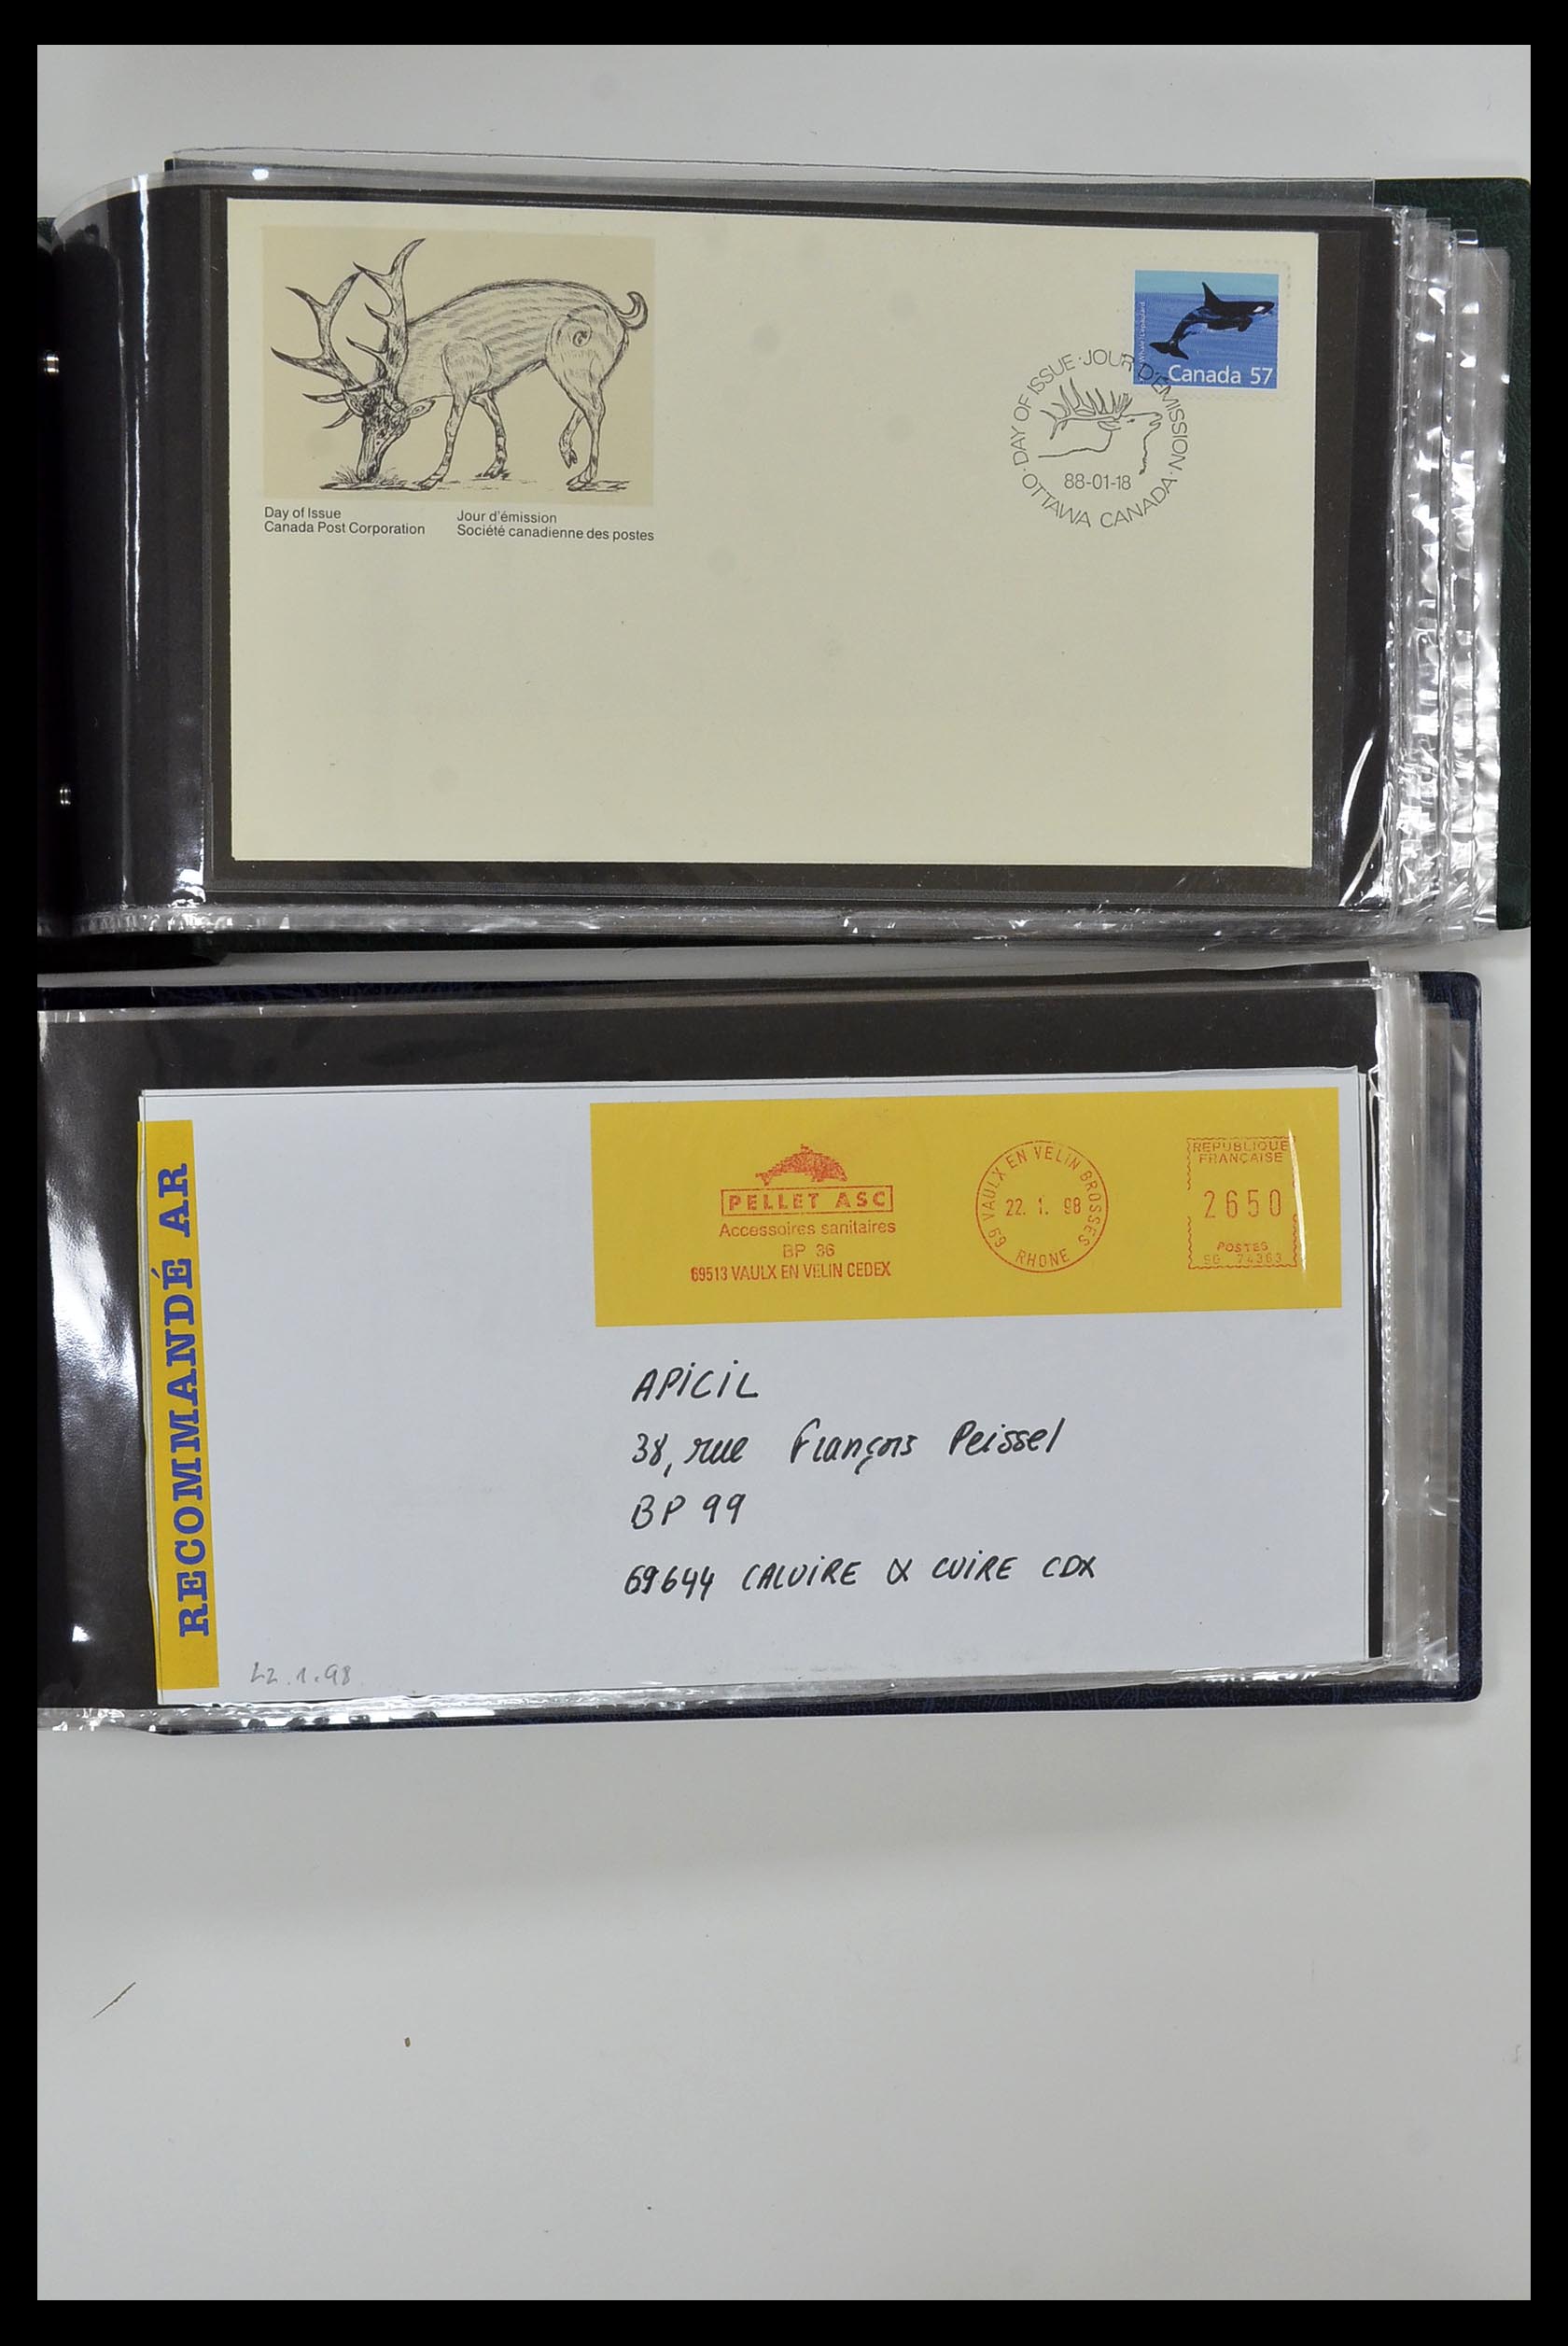 Day of Issue
Canada Post Corporation
Jour d'émission
Société canadienne des postes
Canada 57
·DAY OF ISSUE·JOUR D'ÉMISSION·
88-01-18
OTTAWA CANADA
RECOMMANDÉ AR
PELLET ASC
Accessoires sanitaires
BP 36
69513 VAULX EN VELIN CEDEX
69 VAULX EN VELIN BROSSES
22. 1. 98
RHONE
REPUBLIQUE
FRANÇAISE
2650
POSTES
SG 74363
APiCiL
38, rue François Peissel
BP 99
69644 CALUiRE & CUiRE CDX
22.1.98